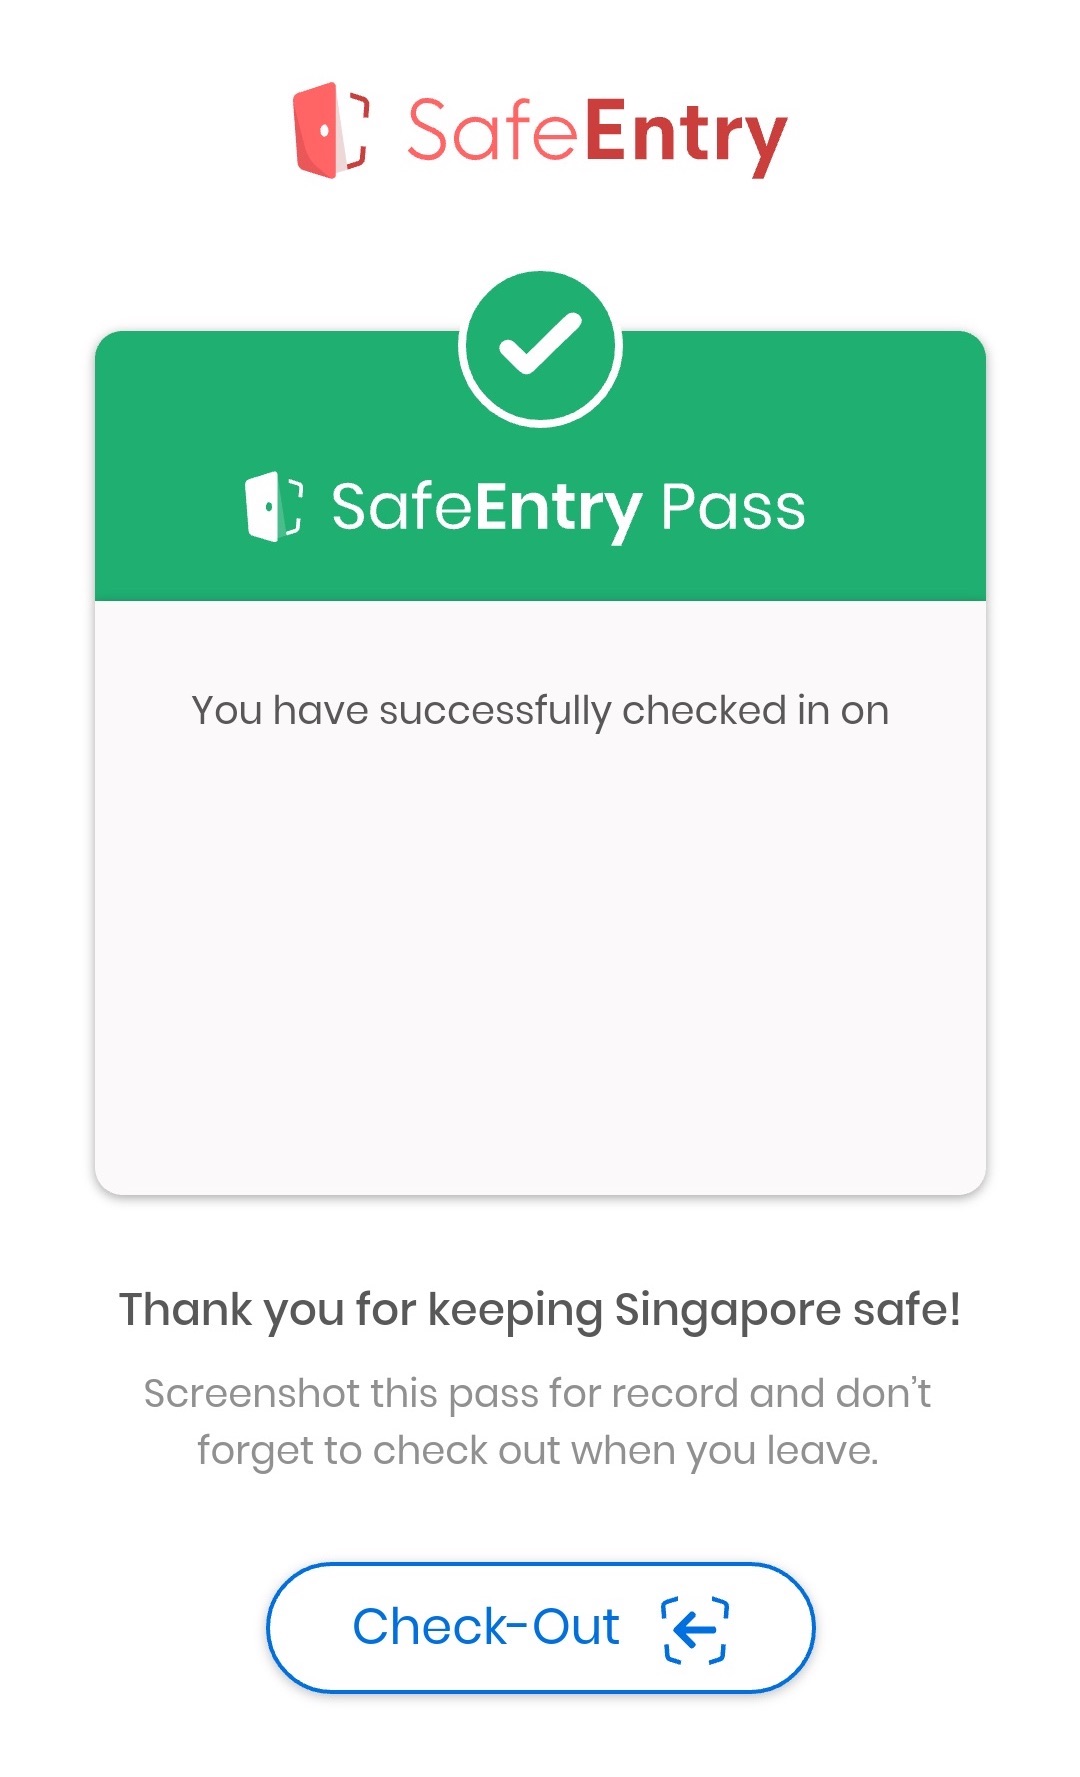 SafeEntry
SafeEntry Pass
You have successfully checked in on
Thank you for keeping Singapore safe!
Screenshot this pass for record and don’t
forget to check out when you leave.
Check-Out